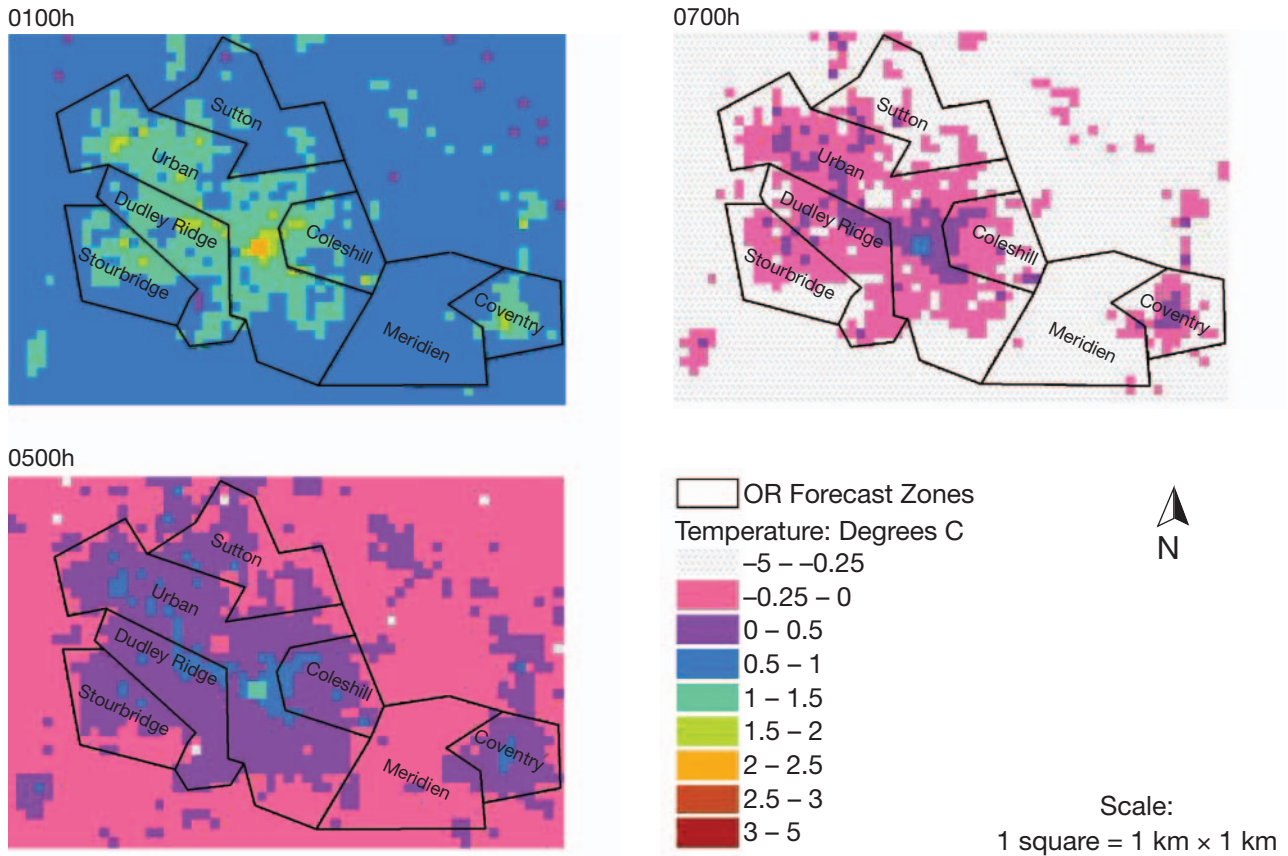 0100h
Sutton
Urban
Dudley Ridge
Stourbridge
Coleshill
Coventry
Meridien
0700h
Sutton
Urban
Dudley Ridge
Stourbridge
Coleshill
Coventry
Meridien
0500h
Sutton
Urban
Dudley Ridge
Stourbridge
Coleshill
Coventry
Meridien
OR Forecast Zones
Temperature: Degrees C
–5 – –0.25
–0.25 – 0
0 – 0.5
0.5 – 1
1 – 1.5
1.5 – 2
2 – 2.5
2.5 – 3
3 – 5
N
Scale:
1 square = 1 km × 1 km